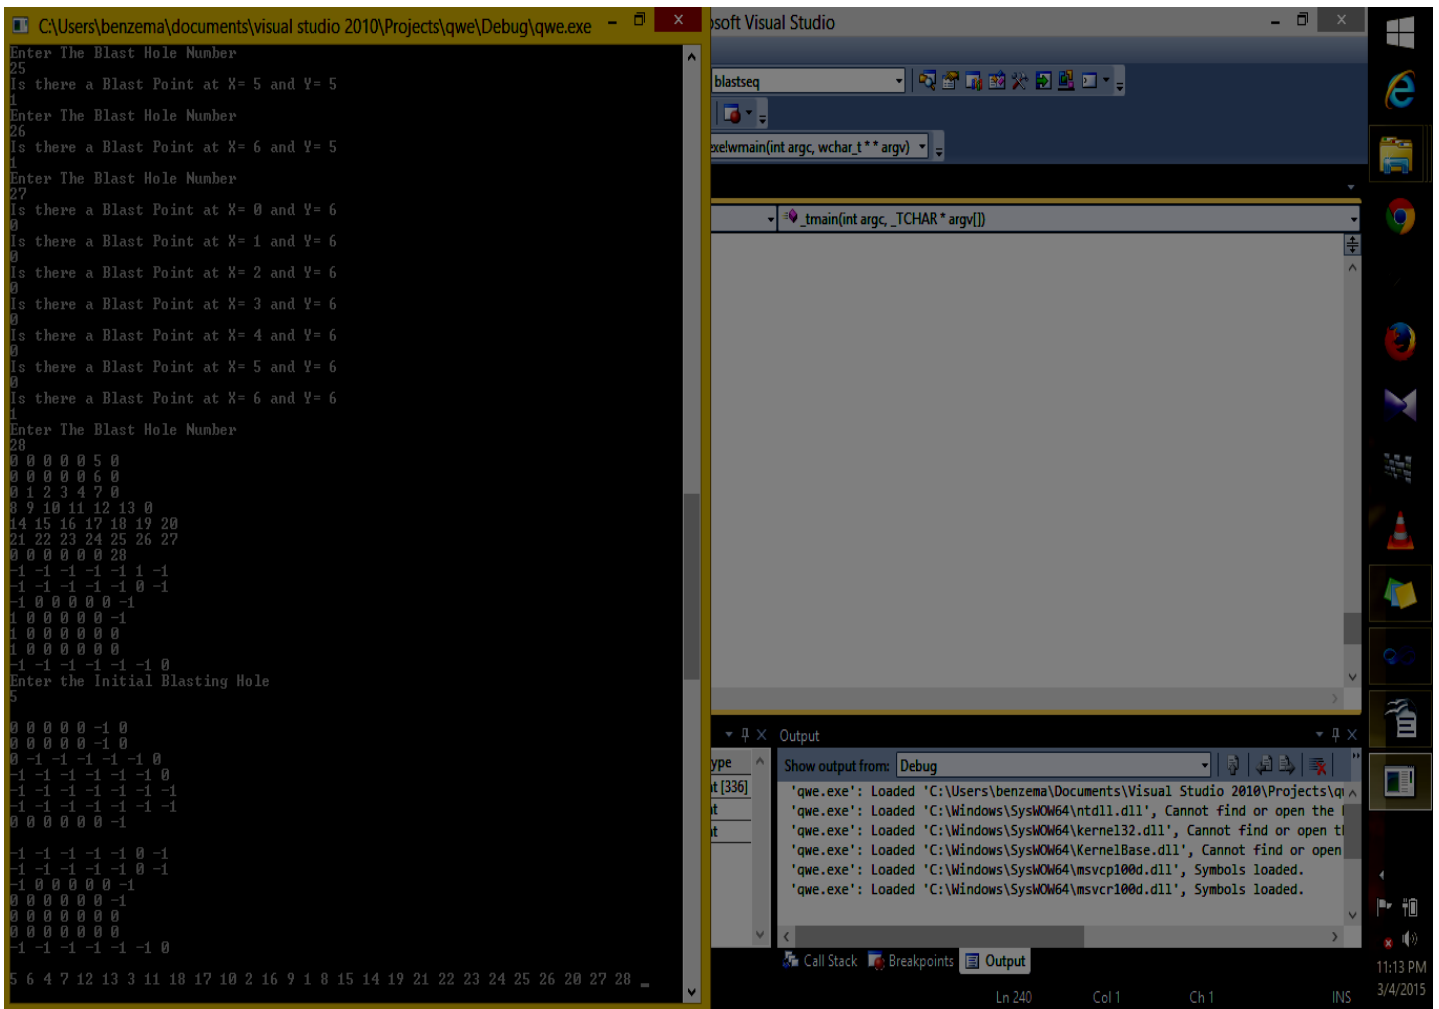 C:\Users\benzema\documents\visual studio 2010\Projects\qwe\Debug\qwe.exe
Enter The Blast Hole Number
25
Is there a Blast Point at X= 5 and Y= 5
1
Enter The Blast Hole Number
26
Is there a Blast Point at X= 6 and Y= 5
1
Enter The Blast Hole Number
27
Is there a Blast Point at X= 0 and Y= 6
0
Is there a Blast Point at X= 1 and Y= 6
0
Is there a Blast Point at X= 2 and Y= 6
0
Is there a Blast Point at X= 3 and Y= 6
0
Is there a Blast Point at X= 4 and Y= 6
0
Is there a Blast Point at X= 5 and Y= 6
0
Is there a Blast Point at X= 6 and Y= 6
1
Enter The Blast Hole Number
28
0 0 0 0 0 5 0
0 0 0 0 0 6 0
0 1 2 3 4 7 0
8 9 10 11 12 13 0
14 15 16 17 18 19 20
21 22 23 24 25 26 27
0 0 0 0 0 0 28
-1 -1 -1 -1 -1 1 -1
-1 -1 -1 -1 -1 0 -1
-1 0 0 0 0 0 -1
1 0 0 0 0 0 -1
1 0 0 0 0 0 0
1 0 0 0 0 0 0
-1 -1 -1 -1 -1 -1 0
Enter the Initial Blasting Hole
5
0 0 0 0 0 -1 0
0 0 0 0 0 -1 0
0 -1 -1 -1 -1 -1 0
-1 -1 -1 -1 -1 -1 0
-1 -1 -1 -1 -1 -1 -1
-1 -1 -1 -1 -1 -1 -1
0 0 0 0 0 0 -1
-1 -1 -1 -1 -1 0 -1
-1 -1 -1 -1 -1 0 -1
-1 0 0 0 0 0 -1
0 0 0 0 0 0 -1
0 0 0 0 0 0 0
0 0 0 0 0 0 0
-1 -1 -1 -1 -1 -1 0
5 6 4 7 12 13 3 11 18 17 10 2 16 9 1 8 15 14 19 21 22 23 24 25 26 20 27 28 _
osoft Visual Studio
blastseq
exe!wmain(int argc, wchar_t * * argv)
_tmain(int argc, _TCHAR * argv[])
ype
t [336]
t
t
Output
Show output from: Debug
'qwe.exe': Loaded 'C:\Users\benzema\Documents\Visual Studio 2010\Projects\q
'qwe.exe': Loaded 'C:\Windows\SysWOW64\ntdll.dll', Cannot find or open the
'qwe.exe': Loaded 'C:\Windows\SysWOW64\kernel32.dll', Cannot find or open t
'qwe.exe': Loaded 'C:\Windows\SysWOW64\KernelBase.dll', Cannot find or open
'qwe.exe': Loaded 'C:\Windows\SysWOW64\msvcp100d.dll', Symbols loaded.
'qwe.exe': Loaded 'C:\Windows\SysWOW64\msvcr100d.dll', Symbols loaded.
Call Stack Breakpoints Output
Ln 240 Col 1 Ch 1 INS
11:13 PM
3/4/2015